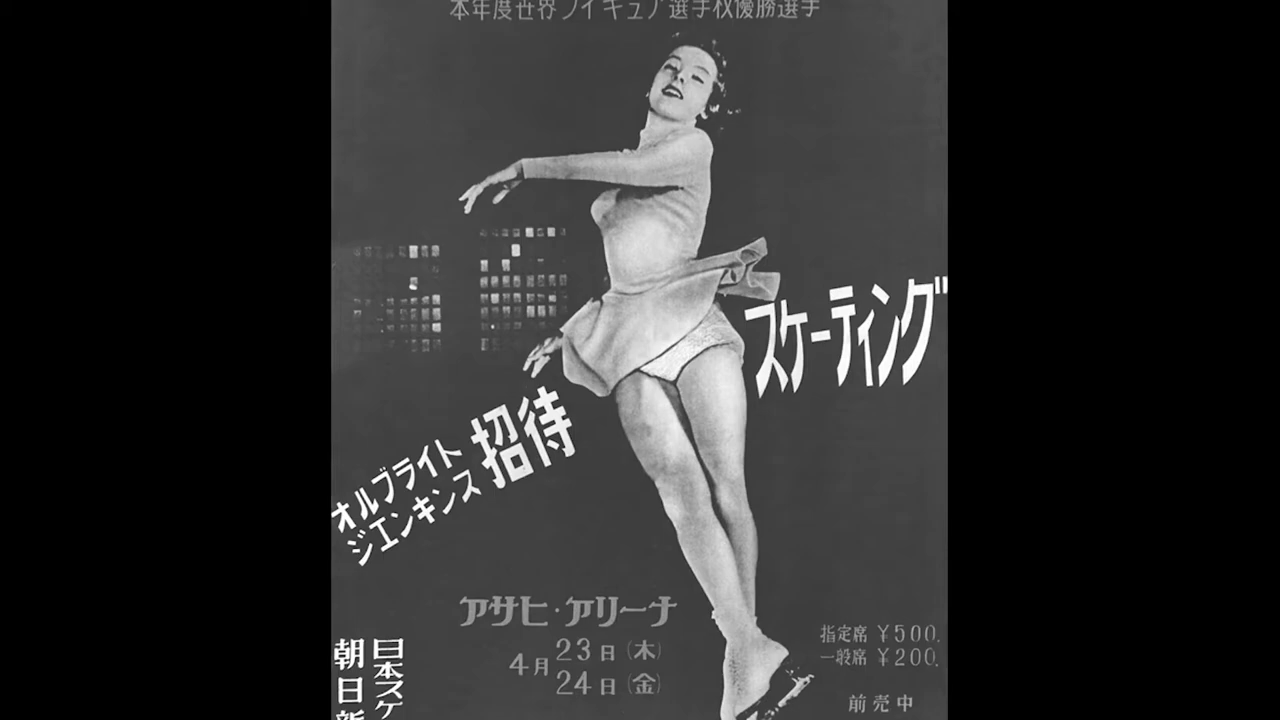 本年度世界フィギュア選手権優勝選手
スケーティング
招待
オルブライト
ジエンキンス
アサヒ・アリーナ
4月 23日(木)
24日(金)
指定席 ¥500.
一般席 ¥200.
前売中
日本スケ
朝日新